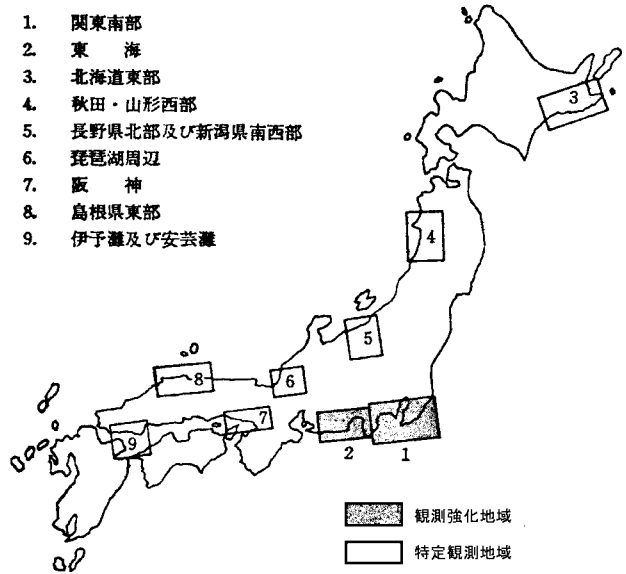 1. 関東南部
2. 東 海
3. 北海道東部
4. 秋田・山形西部
5. 長野県北部及び新潟県南西部
6. 琵琶湖周辺
7. 阪 神
8. 島根県東部
9. 伊予灘及び安芸灘
3
4
5
8
6
7
9
2
1
観測強化地域
特定観測地域